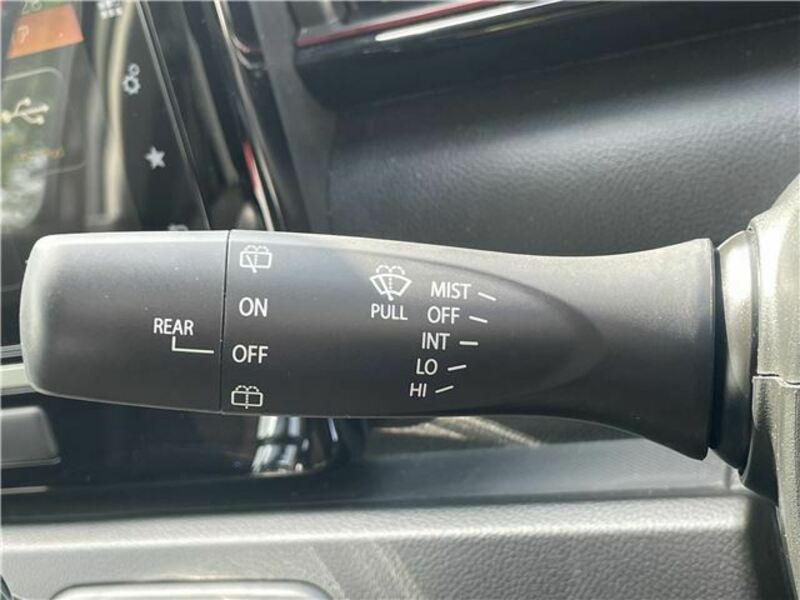 REAR
ON
OFF
PULL
MIST
OFF
INT
LO
HI